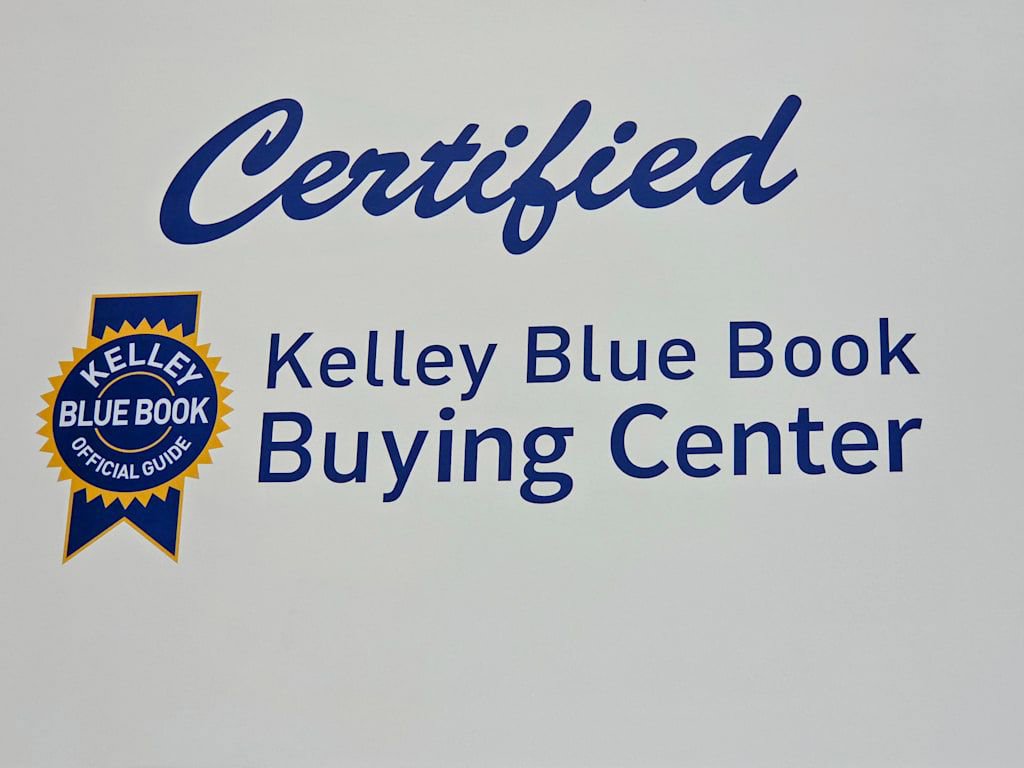 Certified
KELLEY
BLUE BOOK
OFFICIAL GUIDE
Kelley Blue Book
Buying Center